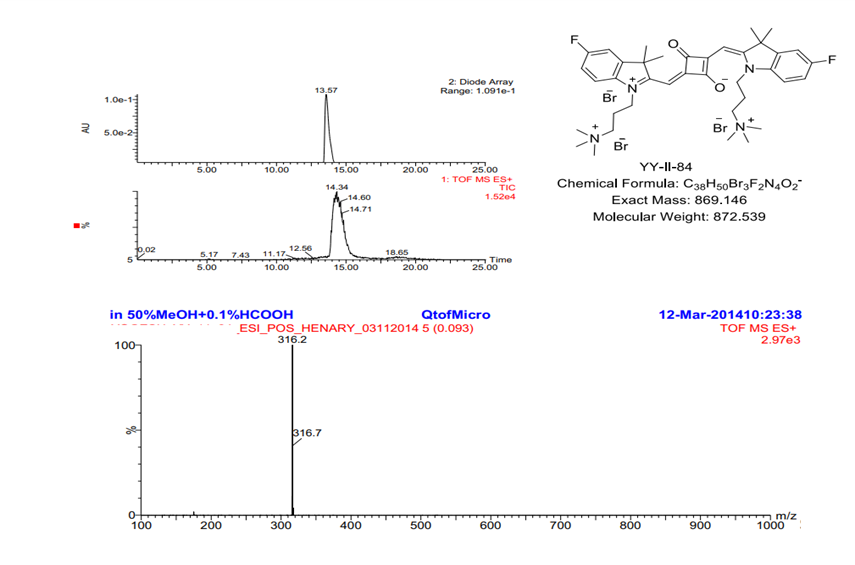 2: Diode Array
Range: 1.091e-1
13.57
1.0e-1
AU
5.0e-2
5.00
10.00
15.00
20.00
25.00
1: TOF MS ES+
TIC
1.52e4
14.34
14.60
14.71
%
0.02
5.17
7.43
11.17
12.56
18.65
5
Time
5.00
10.00
15.00
20.00
25.00
F
O
F
N
+
Br
−
O
−
N
N
+
Br
−
Br
−
N
+
YY-II-84
Chemical Formula: C₃₈H₅₀Br₃F₂N₄O₂⁻
Exact Mass: 869.146
Molecular Weight: 872.539
in 50%MeOH+0.1%HCOOH QtofMicro 12-Mar-201410:23:38
_ESI_POS_HENARY_03112014 5 (0.093) TOF MS ES+
2.97e3
316.2
100
316.7
%
0
m/z
100 200 300 400 500 600 700 800 900 1000